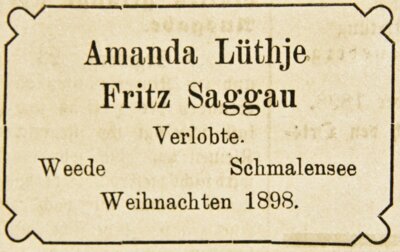 Amanda Lüthje
Fritz Saggau
Verlobte.
Weede Schmalensee
Weihnachten 1898.